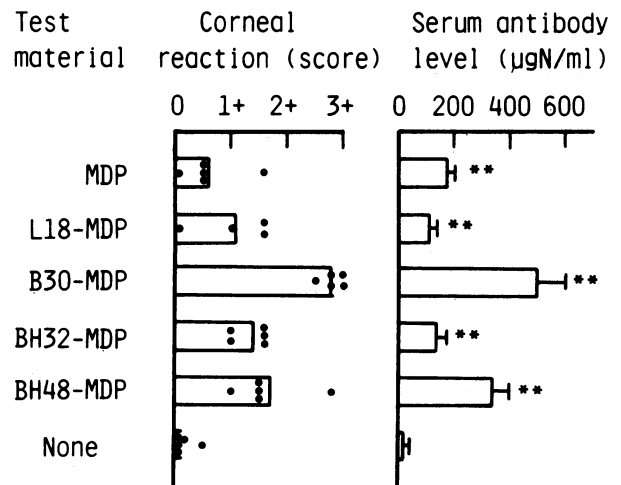 Test Corneal Serum antibody
material reaction (score) level (µgN/ml)
0 1+ 2+ 3+ 0 200 400 600
MDP **
L18-MDP **
B30-MDP **
BH32-MDP **
BH48-MDP **
None